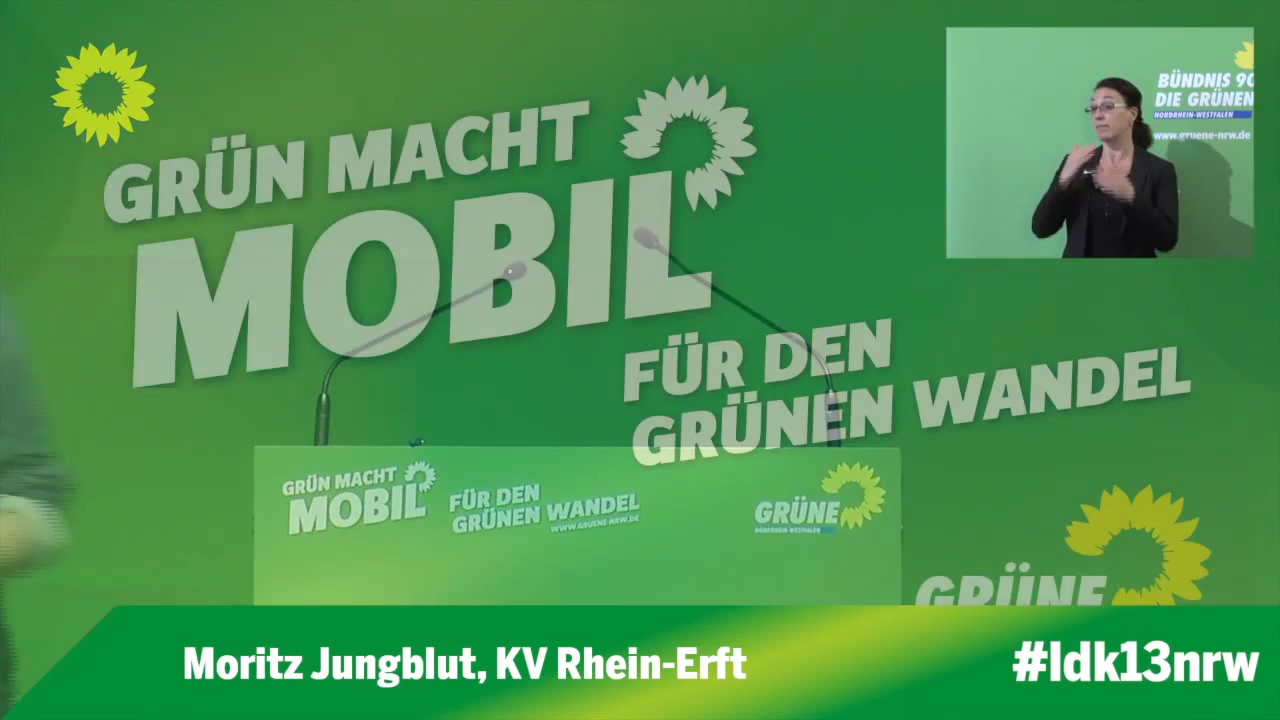 GRÜN MACHT
MOBIL
FÜR DEN
GRÜNEN WANDEL
BÜNDNIS 90
DIE GRÜNEN
NORDRHEIN-WESTFALEN
www.gruene-nrw.de
GRÜN MACHT
MOBIL
FÜR DEN
GRÜNEN WANDEL
WWW.GRUENE-NRW.DE
GRÜNE
NORDRHEIN-WESTFALEN
GRÜNE
Moritz Jungblut, KV Rhein-Erft
#ldk13nrw